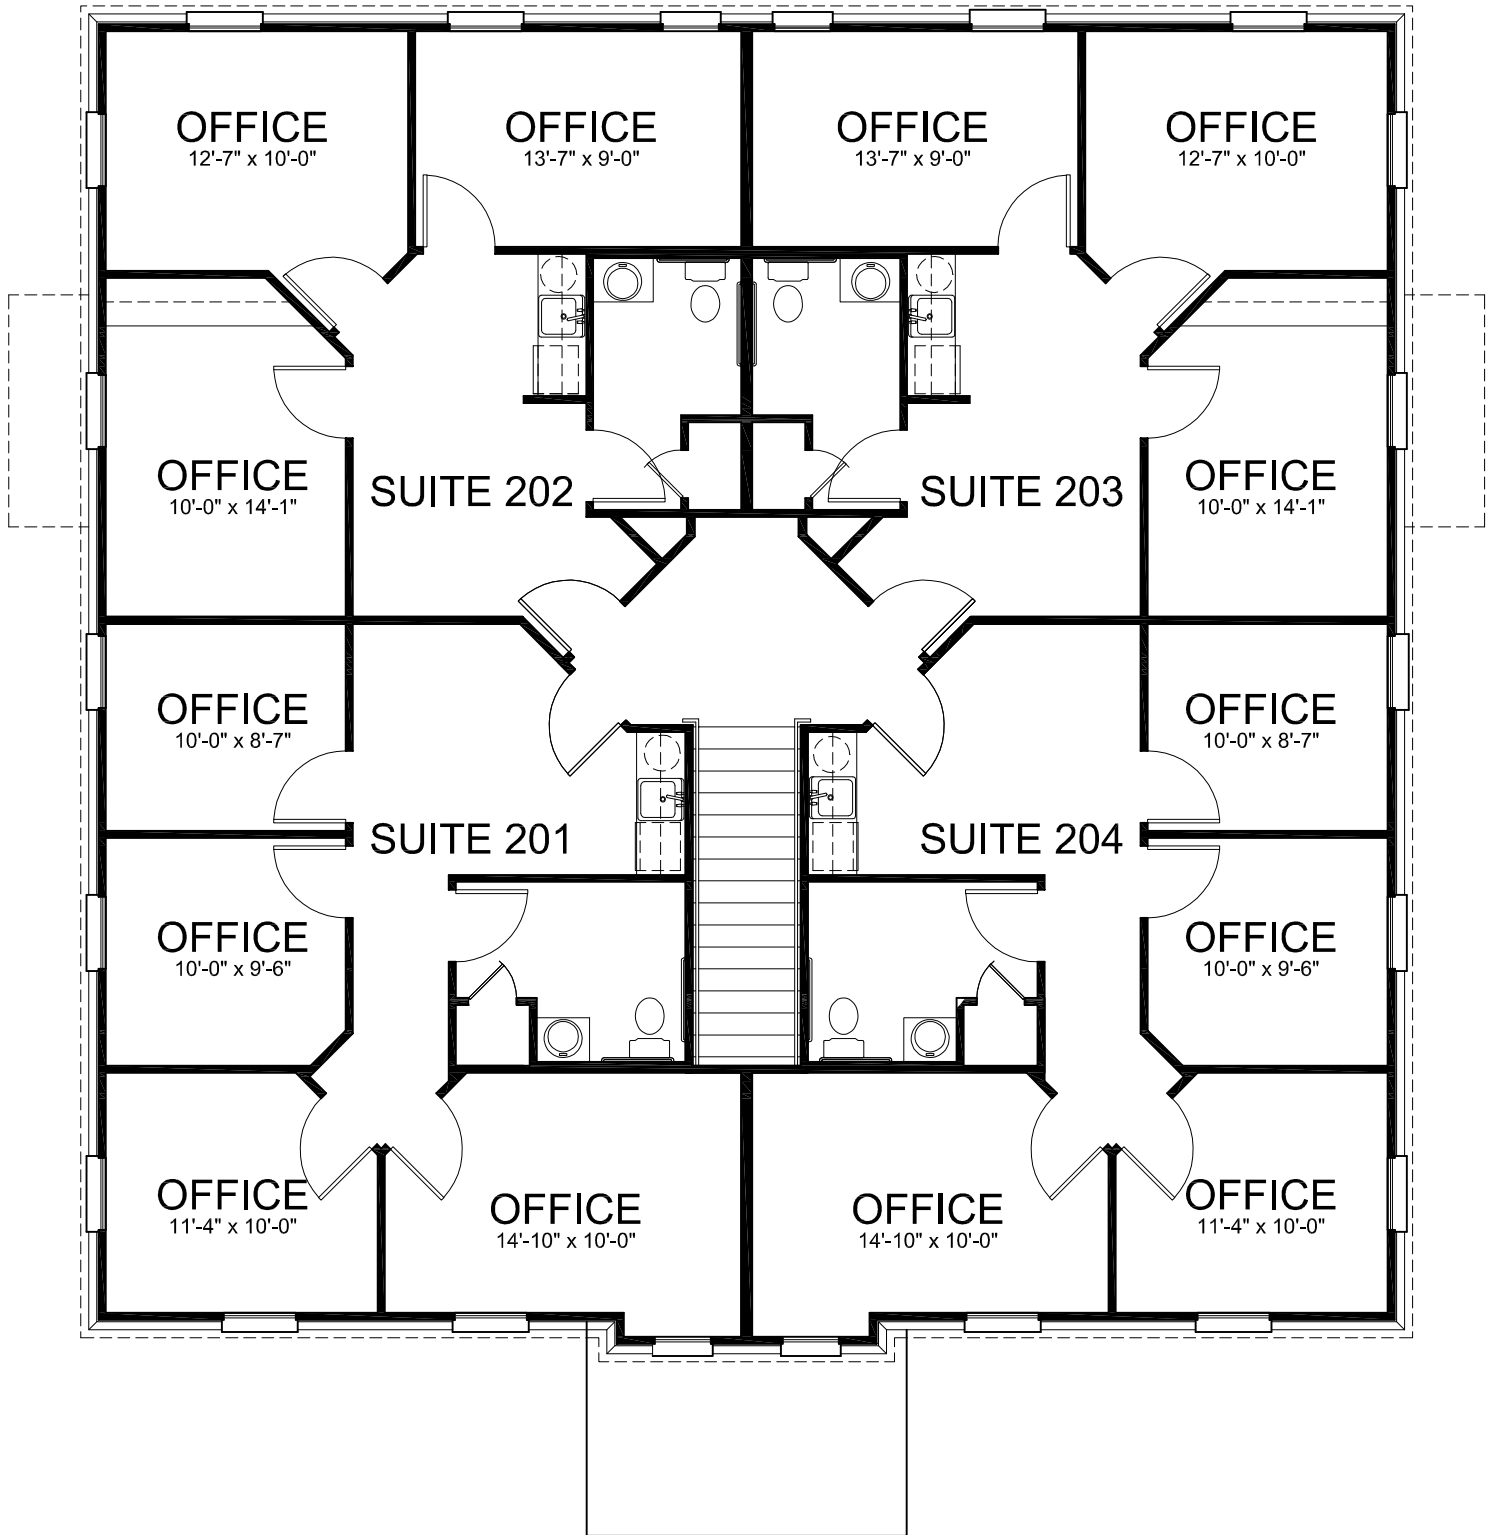 OFFICE
12'-7" x 10'-0"
OFFICE
13'-7" x 9'-0"
OFFICE
13'-7" x 9'-0"
OFFICE
12'-7" x 10'-0"
OFFICE
10'-0" x 14'-1"
SUITE 202
SUITE 203
OFFICE
10'-0" x 14'-1"
OFFICE
10'-0" x 8'-7"
OFFICE
10'-0" x 8'-7"
SUITE 201
SUITE 204
OFFICE
10'-0" x 9'-6"
OFFICE
10'-0" x 9'-6"
OFFICE
11'-4" x 10'-0"
OFFICE
14'-10" x 10'-0"
OFFICE
14'-10" x 10'-0"
OFFICE
11'-4" x 10'-0"